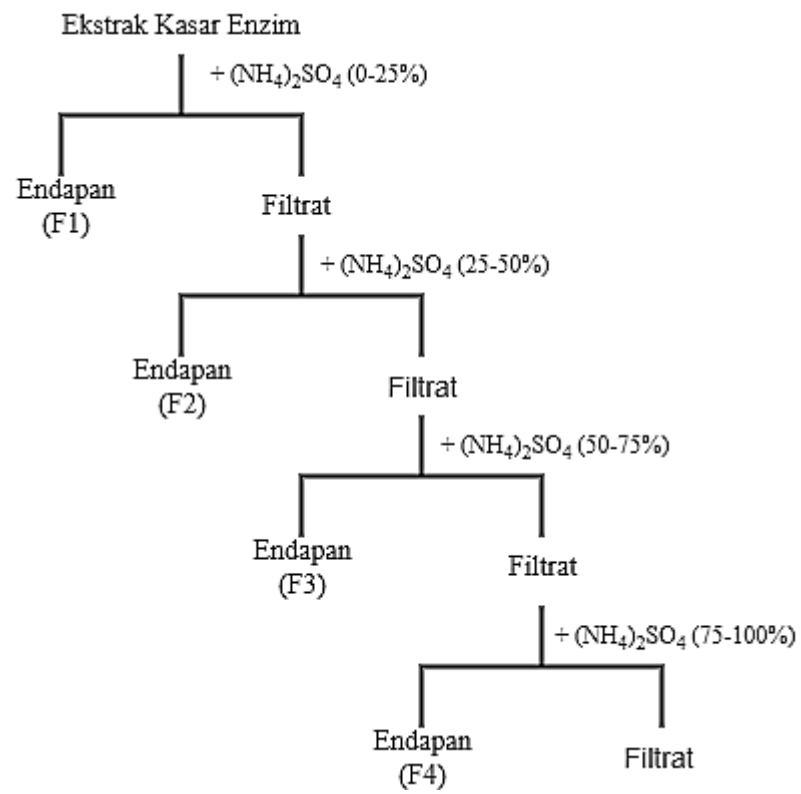 Ekstrak Kasar Enzim
+ (NH₄)₂SO₄ (0-25%)
Endapan
(F1)
Filtrat
+ (NH₄)₂SO₄ (25-50%)
Endapan
(F2)
Filtrat
+ (NH₄)₂SO₄ (50-75%)
Endapan
(F3)
Filtrat
+ (NH₄)₂SO₄ (75-100%)
Endapan
(F4)
Filtrat